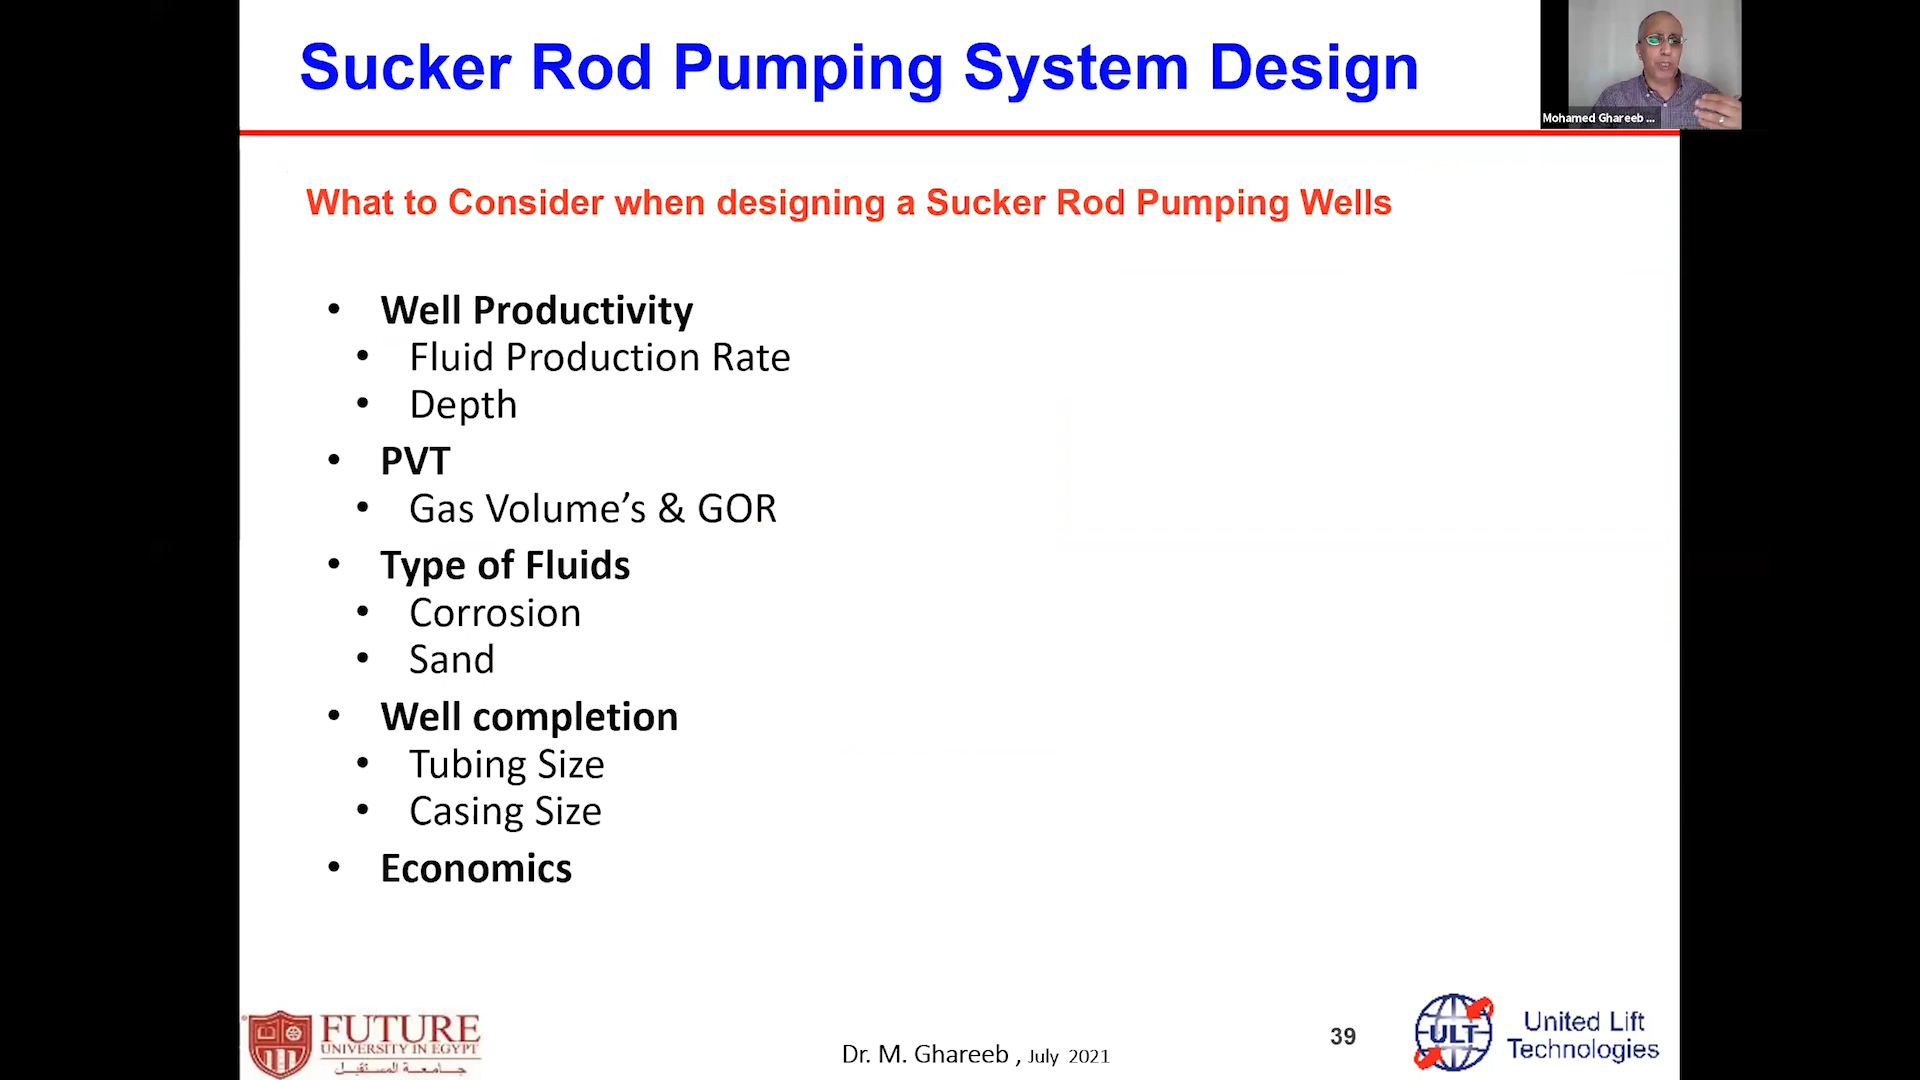 Sucker Rod Pumping System Design
Mohamed Ghareeb ...
What to Consider when designing a Sucker Rod Pumping Wells
• Well Productivity
• Fluid Production Rate
• Depth
• PVT
• Gas Volume’s & GOR
• Type of Fluids
• Corrosion
• Sand
• Well completion
• Tubing Size
• Casing Size
• Economics
FUTURE
UNIVERSITY IN EGYPT
جامعة المستقبل
Dr. M. Ghareeb , July 2021
39
ULT
United Lift
Technologies